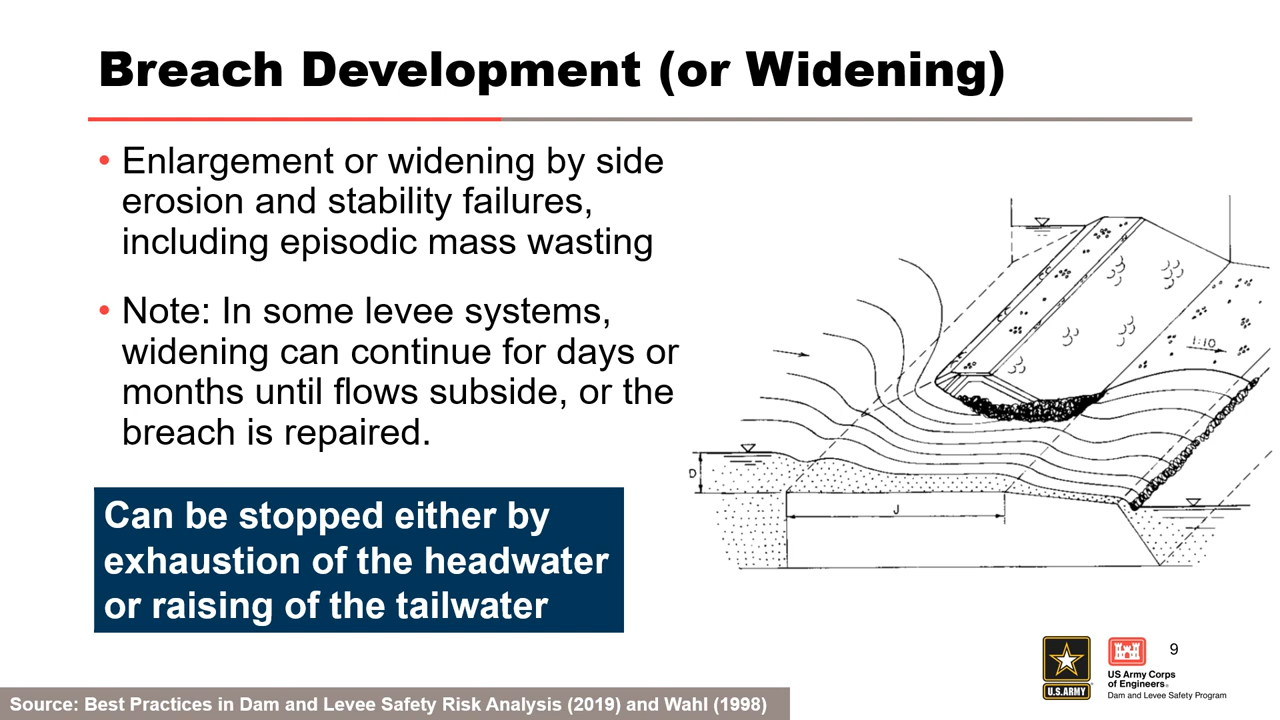 Breach Development (or Widening)
• Enlargement or widening by side
erosion and stability failures,
including episodic mass wasting
• Note: In some levee systems,
widening can continue for days or
months until flows subside, or the
breach is repaired.
Can be stopped either by
exhaustion of the headwater
or raising of the tailwater
1:10
D
J
9
U.S.ARMY
US Army Corps
of Engineers®
Dam and Levee Safety Program
Source: Best Practices in Dam and Levee Safety Risk Analysis (2019) and Wahl (1998)